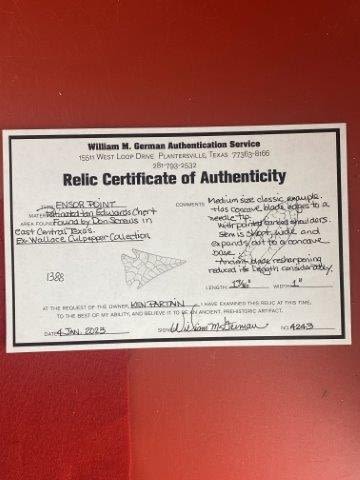 William M. German Authentication Service
15511 West Loop Drive Plantersville, Texas 77363-8166
281-793-2532
Relic Certificate of Authenticity
TYPE ENSOR POINT
MATERIAL Patinated tan Edwards Chert
AREA FOUND Found by Don Screws in
East Central Texas.
Ex-Wallace Culpepper Collection
1388
COMMENTS Medium size classic example.
Has concave blade edges to a
needle tip
With pointed barbed shoulders.
Stem is short, wide and
expands out to a concave
base.
Ancient blade resharpening
reduced its length considerably.
LENGTH WIDTH 1"
AT THE REQUEST OF THE OWNER, KEN PARTAIN, I HAVE EXAMINED THIS RELIC AT THIS TIME,
TO THE BEST OF MY ABILITY, AND BELIEVE IT TO BE AN ANCIENT, PREHISTORIC ARTIFACT.
DATE 4 JAN. 2023 SIGNED William M. German NO. 4243